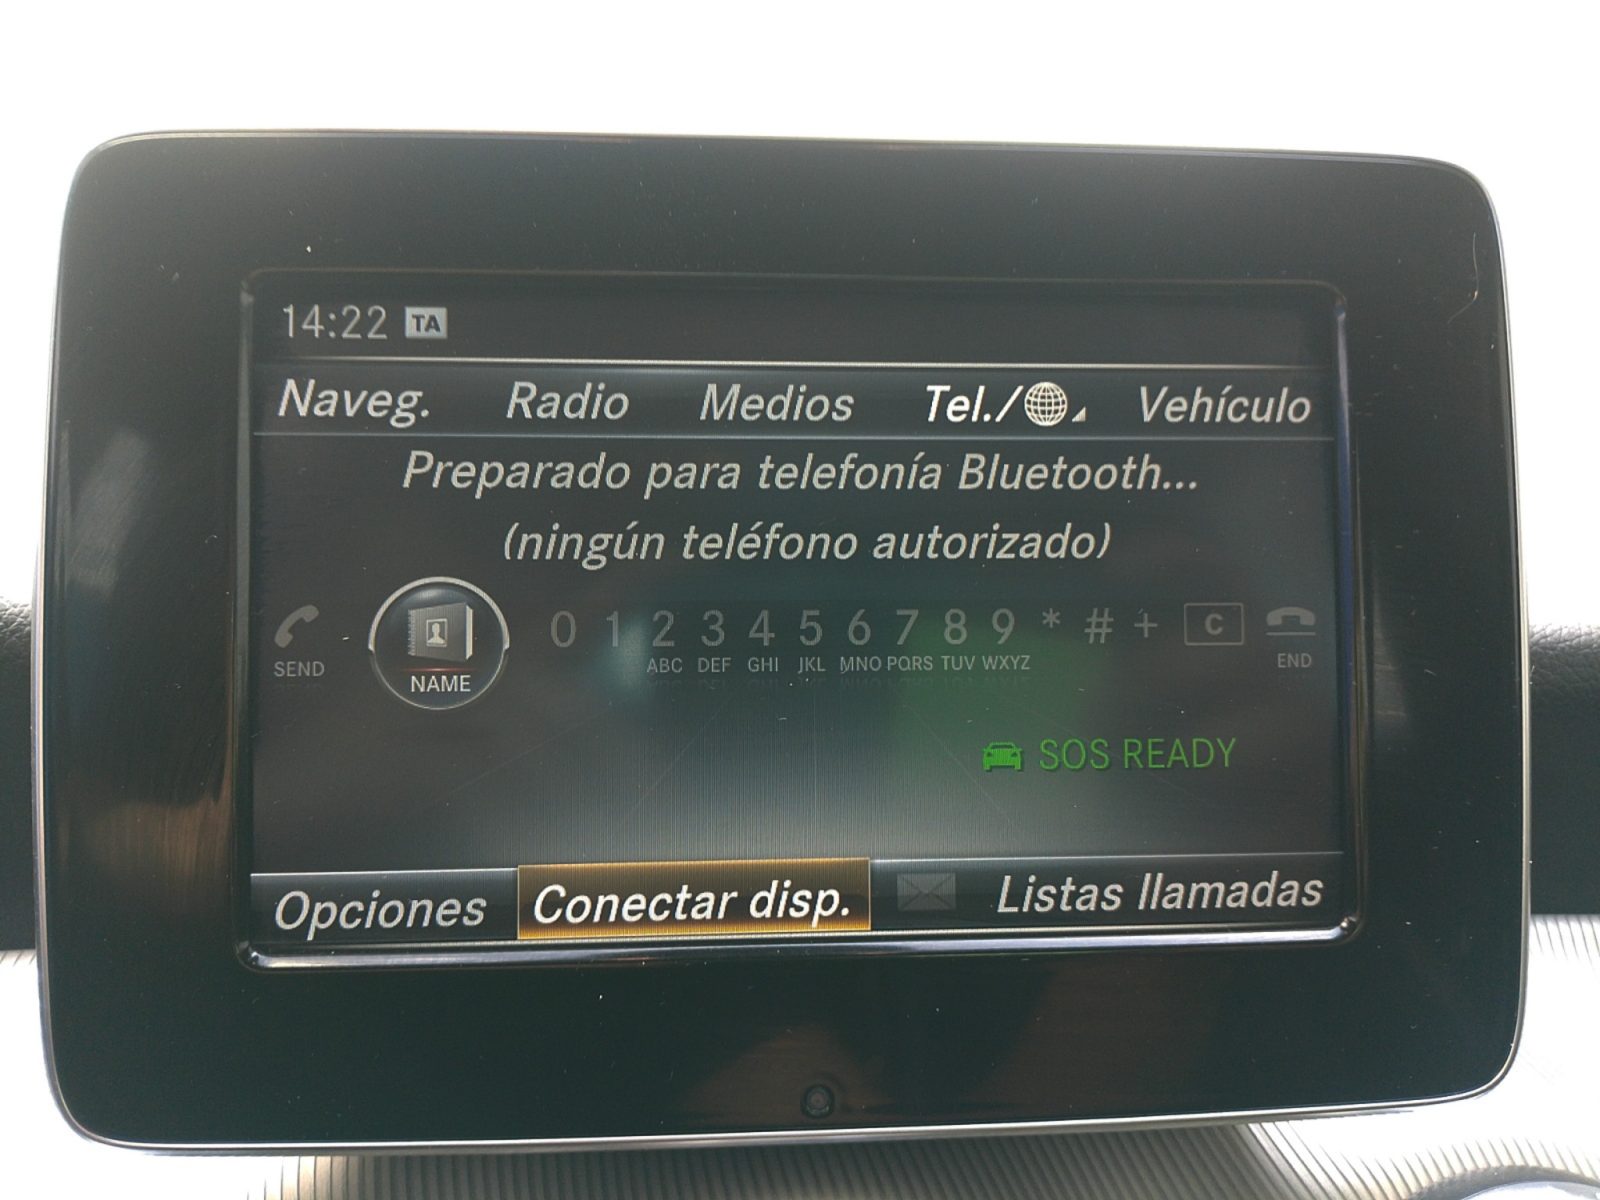 14:22 TA
Naveg. Radio Medios Tel./ Vehículo
Preparado para telefonía Bluetooth...
(ningún teléfono autorizado)
0 1 2 3 4 5 6 7 8 9 * # + C
SEND NAME ABC DEF GHI JKL MNO PQRS TUV WXYZ END
SOS READY
Opciones Conectar disp. Listas llamadas